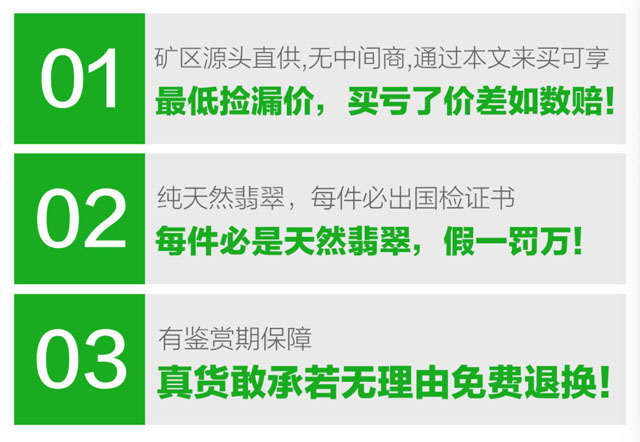 01
矿区源头直供,无中间商,通过本文来买可享
最低捡漏价，买亏了价差如数赔!
02
纯天然翡翠，每件必出国检证书
每件必是天然翡翠，假一罚万!
03
有鉴赏期保障
真货敢承若无理由免费退换!